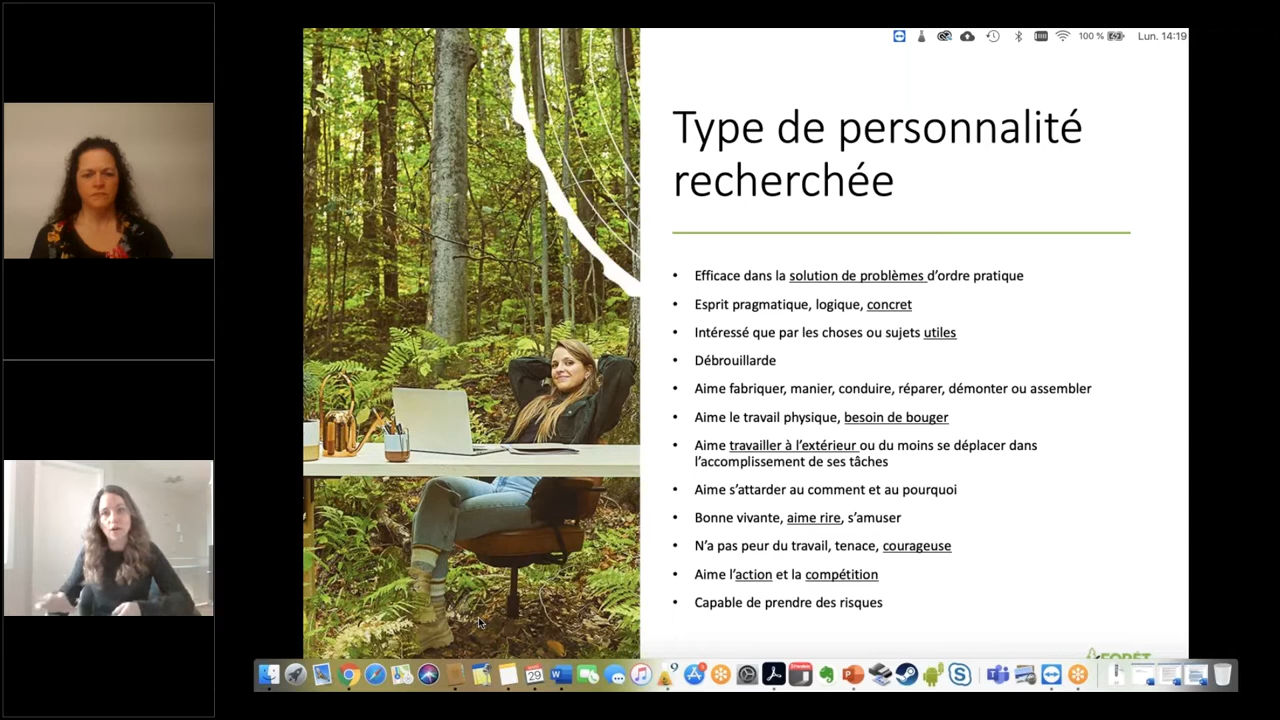 100 %
Lun. 14:19
Type de personnalité
recherchée
• Efficace dans la solution de problèmes d’ordre pratique
• Esprit pragmatique, logique, concret
• Intéressé que par les choses ou sujets utiles
• Débrouillarde
• Aime fabriquer, manier, conduire, réparer, démonter ou assembler
• Aime le travail physique, besoin de bouger
• Aime travailler à l’extérieur ou du moins se déplacer dans
l’accomplissement de ses tâches
• Aime s’attarder au comment et au pourquoi
• Bonne vivante, aime rire, s’amuser
• N’a pas peur du travail, tenace, courageuse
• Aime l’action et la compétition
• Capable de prendre des risques
FORÊT
29